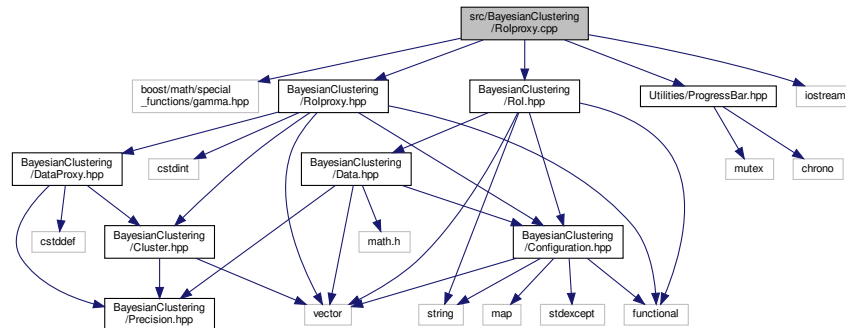 src/BayesianClustering
/RoIproxy.cpp
boost/math/special
_functions/gamma.hpp
BayesianClustering
/RoIproxy.hpp
BayesianClustering
/RoI.hpp
Utilities/ProgressBar.hpp
iostream
BayesianClustering
/DataProxy.hpp
cstdint
BayesianClustering
/Data.hpp
mutex
chrono
cstddef
BayesianClustering
/Cluster.hpp
math.h
BayesianClustering
/Configuration.hpp
BayesianClustering
/Precision.hpp
vector
string
map
stdexcept
functional